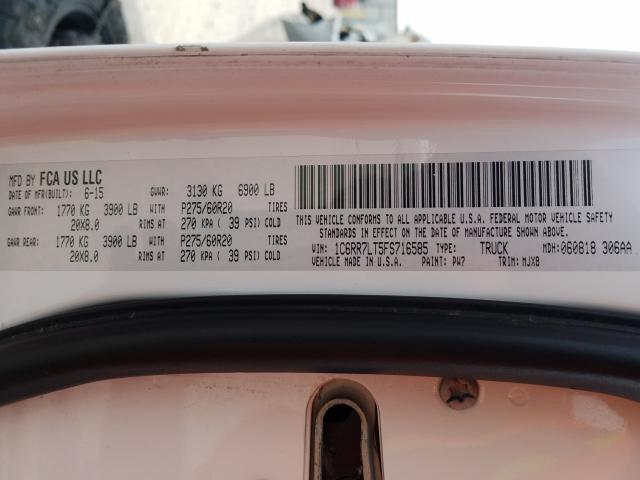 MFD BY FCA US LLC
DATE OF MFR(BUILT): 6-15 GVWR: 3130 KG 6900 LB
GAWR FRONT: 1770 KG 3900 LB WITH P275/60R20 TIRES
20X8.0 RIMS AT 270 KPA ( 39 PSI) COLD
GAWR REAR: 1770 KG 3900 LB WITH P275/60R20 TIRES
20X8.0 RIMS AT 270 KPA ( 39 PSI) COLD
THIS VEHICLE CONFORMS TO ALL APPLICABLE U.S.A. FEDERAL MOTOR VEHICLE SAFETY
STANDARDS IN EFFECT ON THE DATE OF MANUFACTURE SHOWN ABOVE.
VIN: 1C6RR7LT5FS716585 TYPE: TRUCK MDH: 060818 306AA
VEHICLE MADE IN: U.S.A. PAINT: PW7 TRIM: MJX8